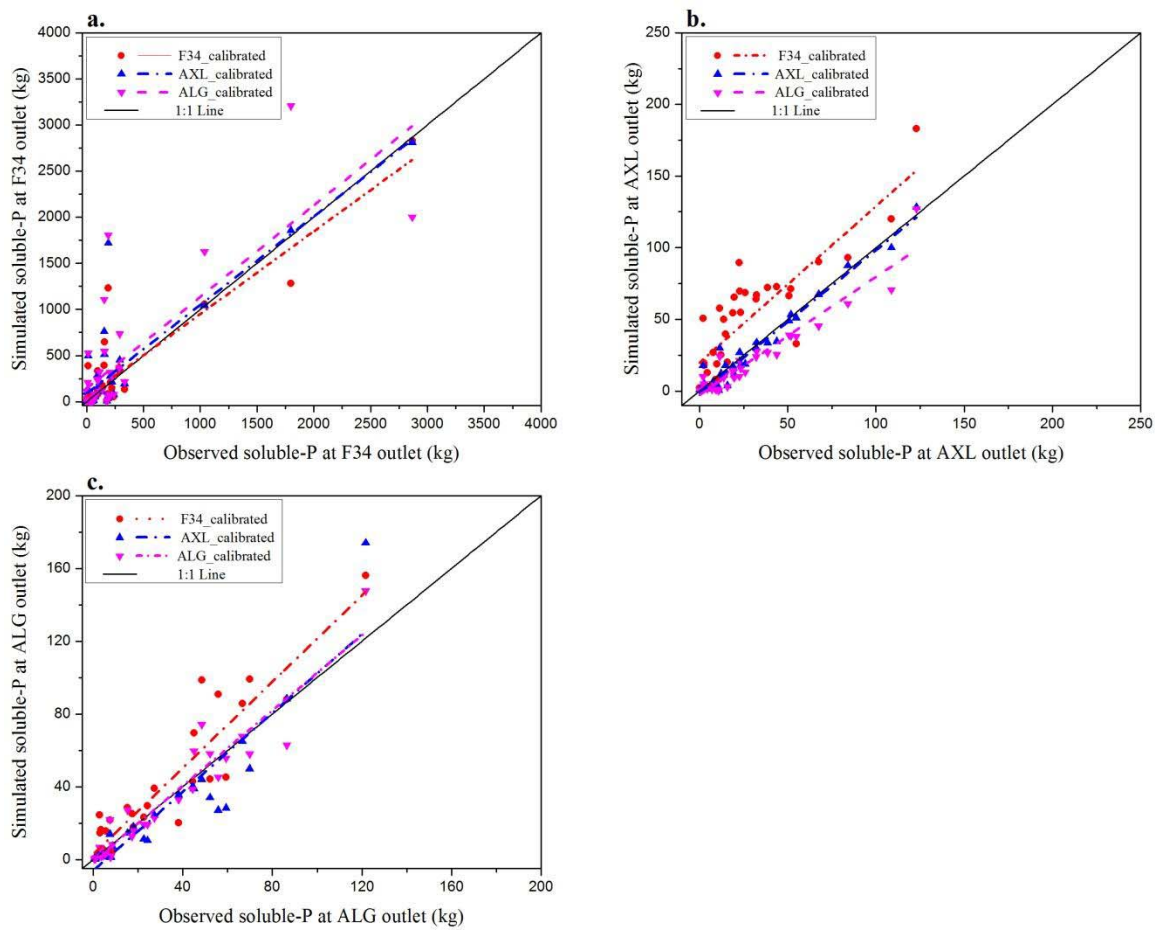 a.
F34_calibrated
AXL_calibrated
ALG_calibrated
1:1 Line
Simulated soluble-P at F34 outlet (kg)
4000
3500
3000
2500
2000
1500
1000
500
0
0 500 1000 1500 2000 2500 3000 3500 4000
Observed soluble-P at F34 outlet (kg)
b.
F34_calibrated
AXL_calibrated
ALG_calibrated
1:1 Line
Simulated soluble-P at AXL outlet (kg)
250
200
150
100
50
0
0 50 100 150 200 250
Observed soluble-P at AXL outlet (kg)
c.
F34_calibrated
AXL_calibrated
ALG_calibrated
1:1 Line
Simulated soluble-P at ALG outlet (kg)
200
160
120
80
40
0
0 40 80 120 160 200
Observed soluble-P at ALG outlet (kg)